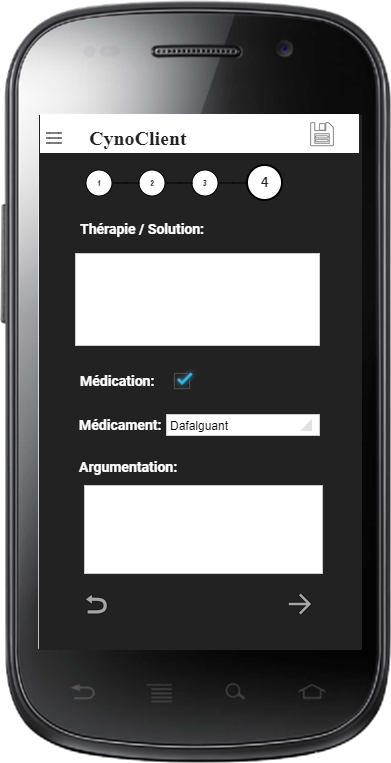 CynoClient
1 2 3 4
Thérapie / Solution:
Médication:
Médicament: Dafalguant
Argumentation: